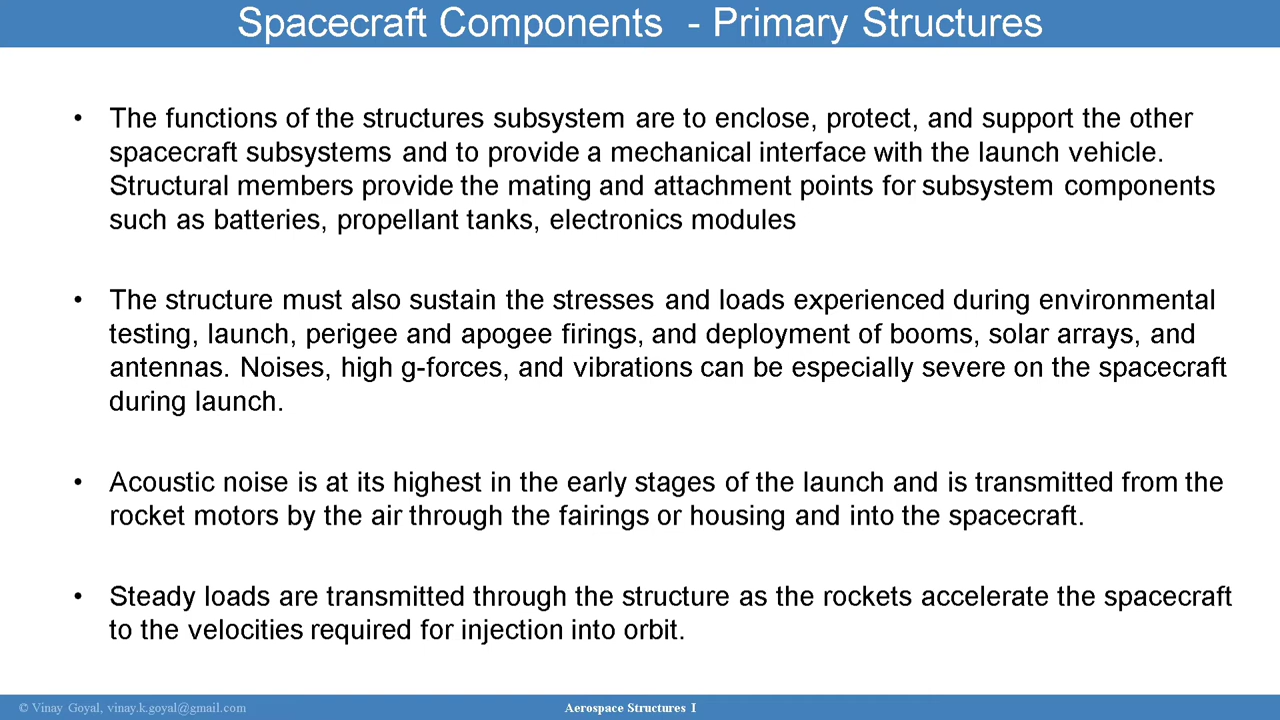 Spacecraft Components - Primary Structures
• The functions of the structures subsystem are to enclose, protect, and support the other
spacecraft subsystems and to provide a mechanical interface with the launch vehicle.
Structural members provide the mating and attachment points for subsystem components
such as batteries, propellant tanks, electronics modules
• The structure must also sustain the stresses and loads experienced during environmental
testing, launch, perigee and apogee firings, and deployment of booms, solar arrays, and
antennas. Noises, high g-forces, and vibrations can be especially severe on the spacecraft
during launch.
• Acoustic noise is at its highest in the early stages of the launch and is transmitted from the
rocket motors by the air through the fairings or housing and into the spacecraft.
• Steady loads are transmitted through the structure as the rockets accelerate the spacecraft
to the velocities required for injection into orbit.
© Vinay Goyal, vinay.k.goyal@gmail.com
Aerospace Structures I